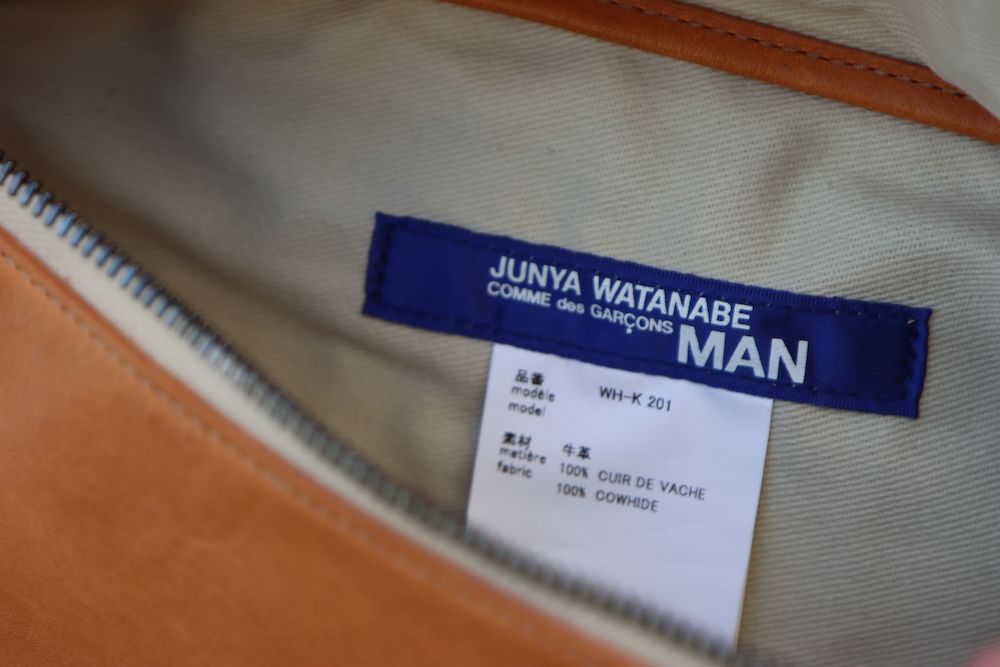 JUNYA WATANABE
COMME des GARÇONS
MAN
品番
modèle
model
WH-K 201
素材
matière
fabric
牛革
100% CUIR DE VACHE
100% COWHIDE